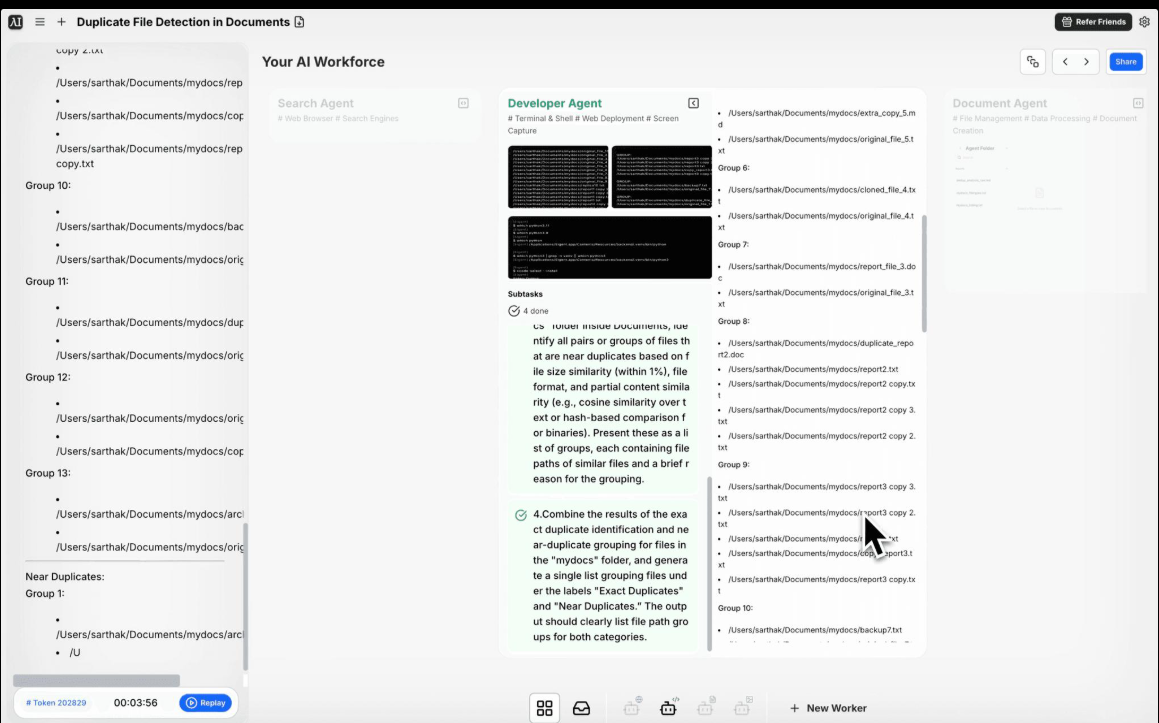 Duplicate File Detection in Documents
Refer Friends
copy 2.txt
•
/Users/sarthak/Documents/mydocs/rep
•
/Users/sarthak/Documents/mydocs/cop
•
/Users/sarthak/Documents/mydocs/rep
copy.txt
Group 10:
•
/Users/sarthak/Documents/mydocs/bac
•
/Users/sarthak/Documents/mydocs/orig
Group 11:
•
/Users/sarthak/Documents/mydocs/dup
•
/Users/sarthak/Documents/mydocs/orig
Group 12:
•
/Users/sarthak/Documents/mydocs/orig
•
/Users/sarthak/Documents/mydocs/cop
Group 13:
•
/Users/sarthak/Documents/mydocs/arcl
•
/Users/sarthak/Documents/mydocs/orig
Near Duplicates:
Group 1:
•
/Users/sarthak/Documents/mydocs/arcl
• /U
# Token 202829
00:03:56
Replay
Your AI Workforce
Share
Search Agent
# Web Browser # Search Engines
Developer Agent
# Terminal & Shell # Web Deployment # Screen
Capture
Subtasks
4 done
cs" folder inside Documents, ide
ntify all pairs or groups of files th
at are near duplicates based on f
ile size similarity (within 1%), file
format, and partial content simila
rity (e.g., cosine similarity over t
ext or hash-based comparison f
or binaries). Present these as a li
st of groups, each containing file
paths of similar files and a brief r
eason for the grouping.
4.Combine the results of the exa
ct duplicate identification and ne
ar-duplicate grouping for files in
the "mydocs" folder, and genera
te a single list grouping files und
er the labels "Exact Duplicates"
and "Near Duplicates." The outp
ut should clearly list file path gro
ups for both categories.
• /Users/sarthak/Documents/mydocs/extra_copy_5.m
d
• /Users/sarthak/Documents/mydocs/original_file_5.t
xt
Group 6:
• /Users/sarthak/Documents/mydocs/cloned_file_4.tx
t
• /Users/sarthak/Documents/mydocs/original_file_4.t
xt
Group 7:
• /Users/sarthak/Documents/mydocs/report_file_3.do
c
• /Users/sarthak/Documents/mydocs/original_file_3.t
xt
Group 8:
• /Users/sarthak/Documents/mydocs/duplicate_repo
rt2.doc
• /Users/sarthak/Documents/mydocs/report2.txt
• /Users/sarthak/Documents/mydocs/report2 copy.tx
t
• /Users/sarthak/Documents/mydocs/report2 copy 3.
txt
• /Users/sarthak/Documents/mydocs/report2 copy 2.
txt
Group 9:
• /Users/sarthak/Documents/mydocs/report3 copy 3.
txt
• /Users/sarthak/Documents/mydocs/report3 copy 2.
txt
• /Users/sarthak/Documents/mydocs/
• /Users/sarthak/Documents/mydocs/
xt
• /Users/sarthak/Documents/mydocs/report3 copy.tx
t
Group 10:
• /Users/sarthak/Documents/mydocs/backup7.txt
Document Agent
# File Management # Data Processing # Document
Creation
Agent Folder
New Worker